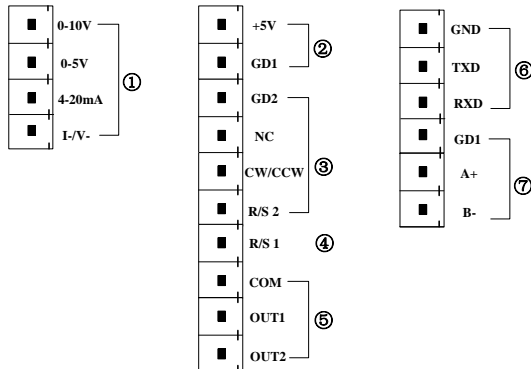 0-10V
0-5V
4-20mA
I-/V-
①
+5V
GD1
②
GD2
NC
CW/CCW
R/S 2
③
R/S 1
④
COM
OUT1
OUT2
⑤
GND
TXD
RXD
⑥
GD1
A+
B-
⑦